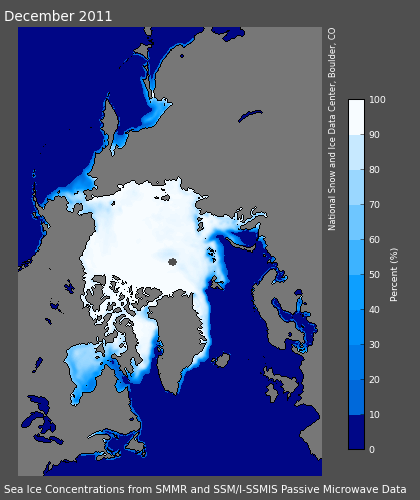 December 2011
National Snow and Ice Data Center, Boulder, CO
100
90
80
70
60
50
40
30
20
10
0
Percent (%)
Sea Ice Concentrations from SMMR and SSM/I-SSMIS Passive Microwave Data